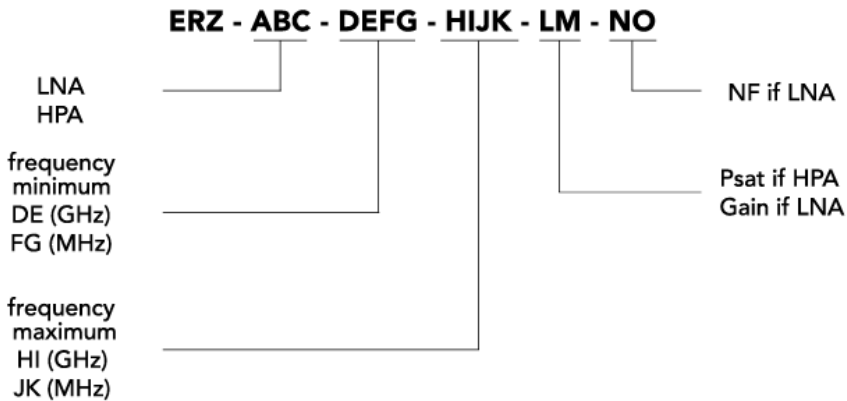 ERZ - ABC - DEFG - HIJK - LM - NO
LNA
HPA
NF if LNA
frequency
minimum
DE (GHz)
FG (MHz)
Psat if HPA
Gain if LNA
frequency
maximum
HI (GHz)
JK (MHz)